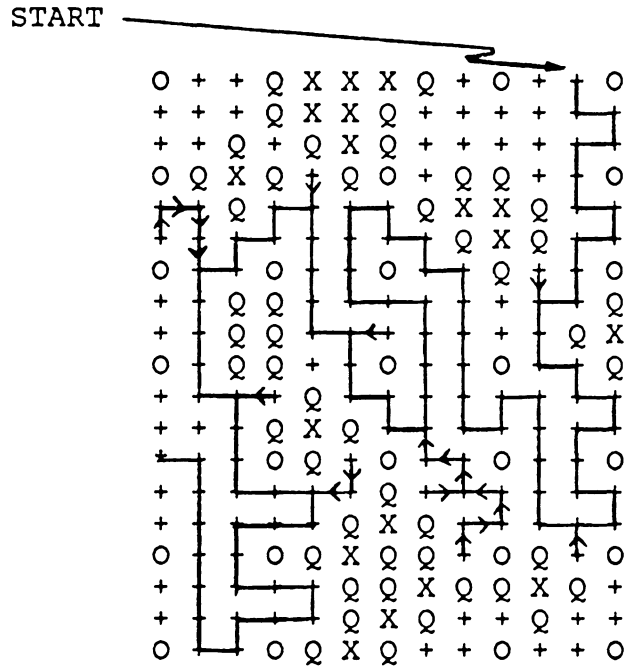 START
O + + Q X X X Q + O + + O
+ + + Q X X Q + + + + + +
+ + Q + Q X Q + + + + + +
O Q X Q + Q Q + Q Q + + O
+ + Q + + + + Q X X Q + +
+ + + + + + + + Q X Q + +
O + + O + + O + + Q + + O
+ + Q Q + + + + + + + + Q
+ + Q Q + + + + + + + Q X
O + Q Q + + O + + O + + Q
+ + + + Q + + + + + + + +
+ + + Q X Q + + + + + + +
+ + + O Q + O + + O + + O
+ + + + + + Q + + + + + +
+ + + + + Q X Q + + + + +
O + + O Q X Q Q + O Q + O
+ + + + + Q Q X Q Q X Q +
+ + + + + Q X Q + + Q + +
O + + O Q X Q + + O + + O